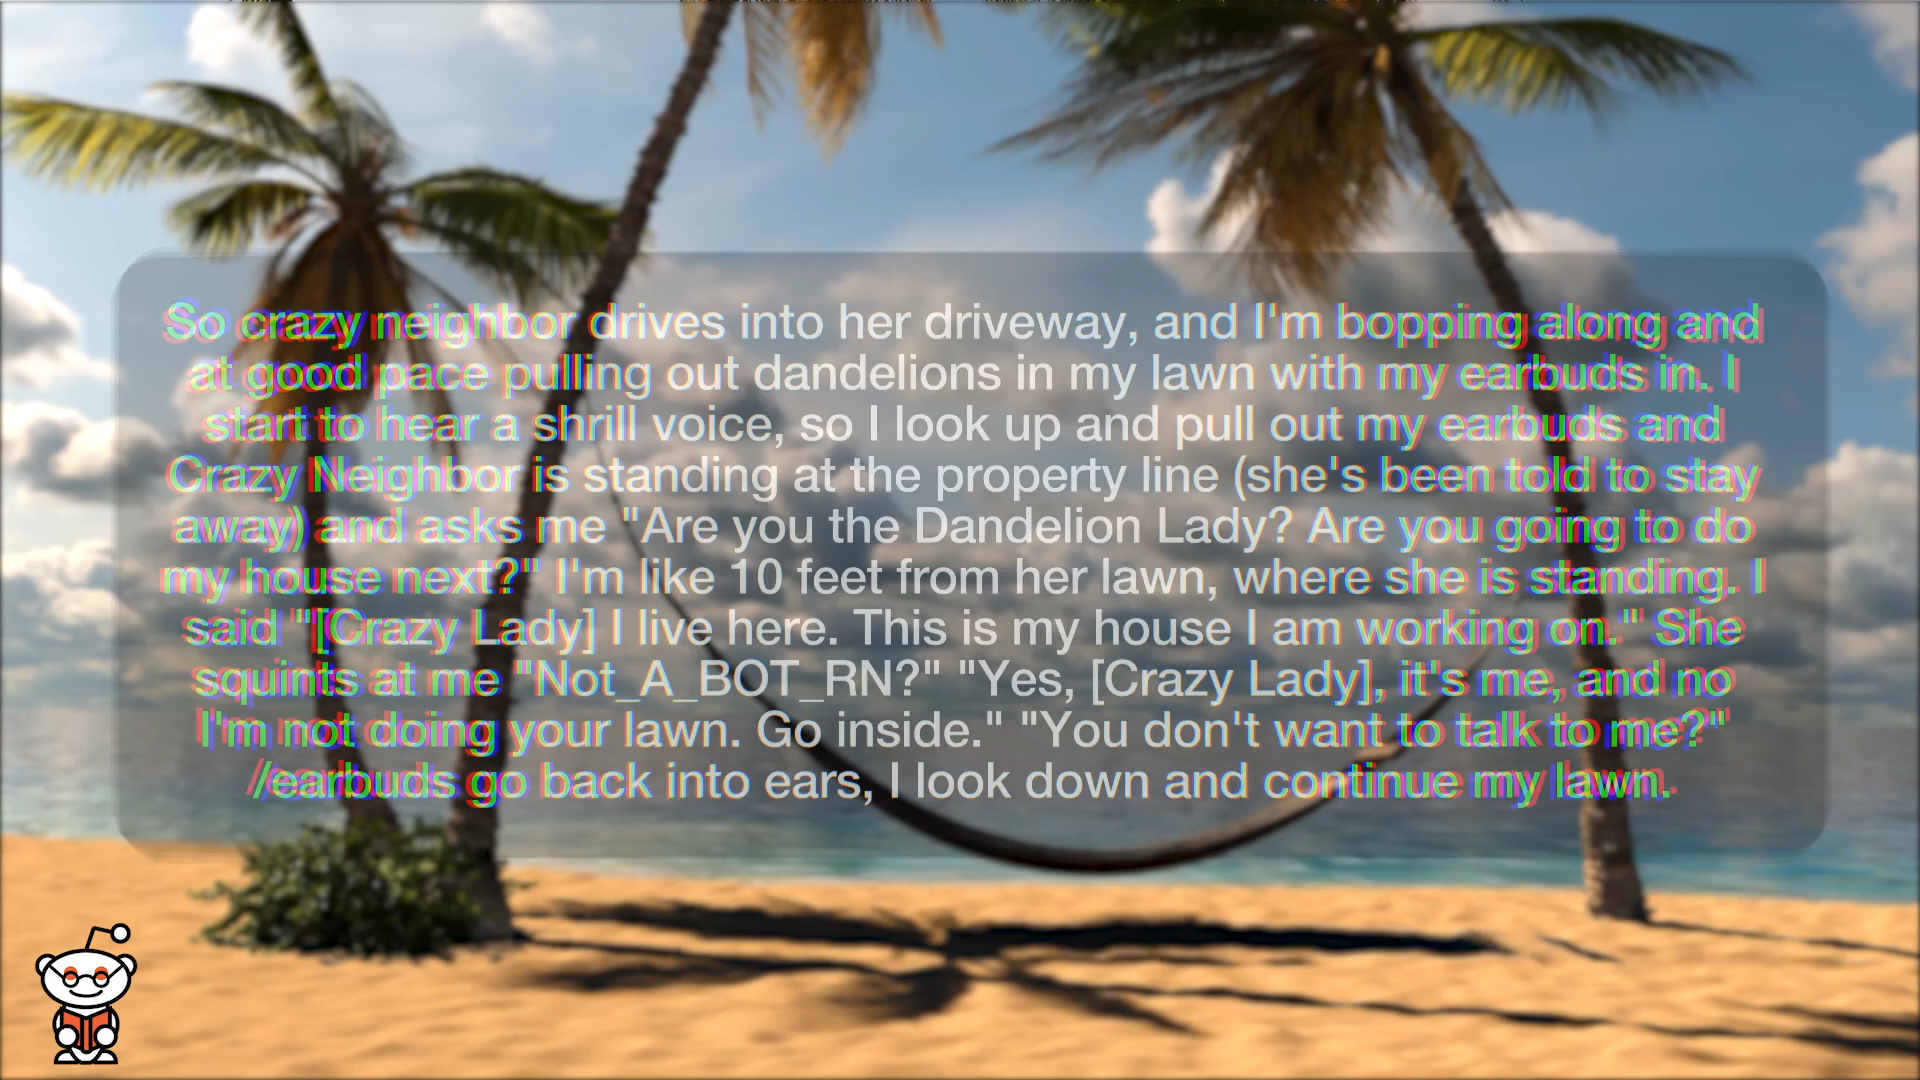 So crazy neighbor drives into her driveway, and I'm bopping along and
at good pace pulling out dandelions in my lawn with my earbuds in. I
start to hear a shrill voice, so I look up and pull out my earbuds and
Crazy Neighbor is standing at the property line (she's been told to stay
away) and asks me "Are you the Dandelion Lady? Are you going to do
my house next?" I'm like 10 feet from her lawn, where she is standing. I
said "[Crazy Lady] I live here. This is my house I am working on." She
squints at me "Not_A_BOT_RN?" "Yes, [Crazy Lady], it's me, and no
I'm not doing your lawn. Go inside." "You don't want to talk to me?"
/earbuds go back into ears, I look down and continue my lawn.